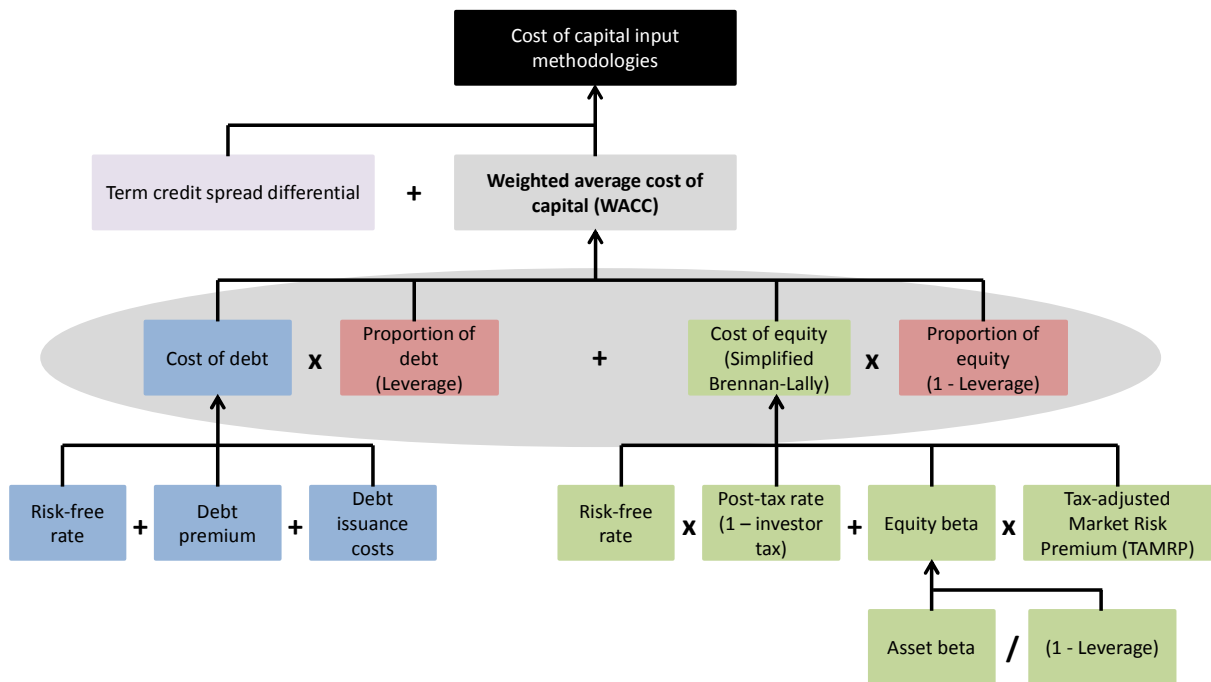 Cost of capital input
methodologies
Term credit spread differential
+
Weighted average cost of
capital (WACC)
Cost of debt
x
Proportion of
debt
(Leverage)
+
Cost of equity
(Simplified
Brennan-Lally)
x
Proportion of
equity
(1 - Leverage)
Risk-free
rate
+
Debt
premium
+
Debt
issuance
costs
Risk-free
rate
x
Post-tax rate
(1 – investor
tax)
+
Equity beta
x
Tax-adjusted
Market Risk
Premium (TAMRP)
Asset beta
/
(1 - Leverage)